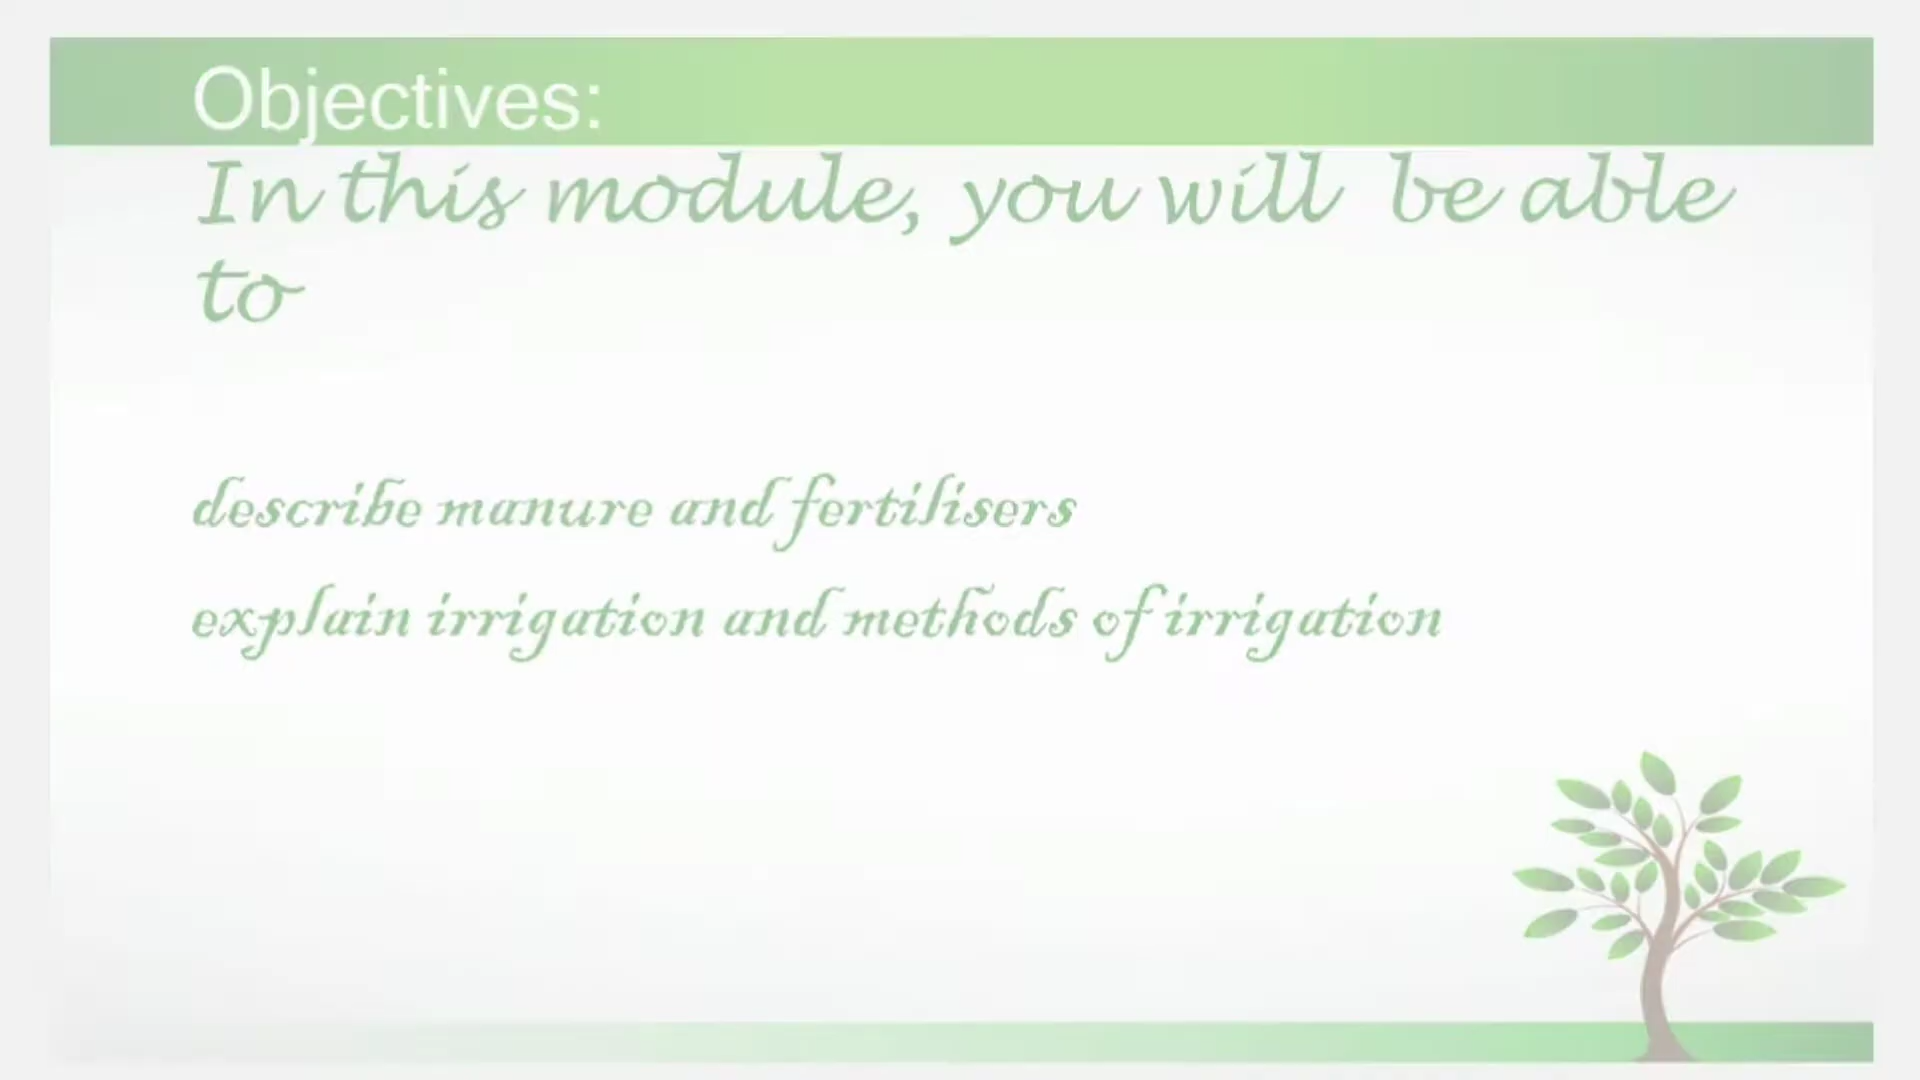 Objectives:
In this module, you will be able
to
describe manure and fertilisers
explain irrigation and methods of irrigation